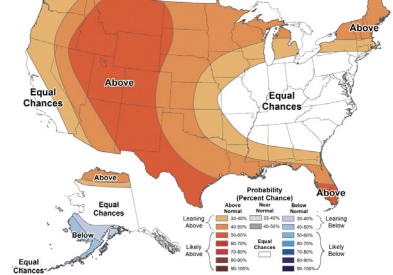 Above
Equal
Chances
Above
Equal
Chances
Above
Above
Equal
Chances
Below
Equal
Chances
Probability
(Percent Chance)
Above
Normal
Near
Normal
Below
Normal
Leaning
Above
33-40%
33-40%
33-40%
Leaning
Below
40-50%
40-50%
40-50%
Likely
Above
50-60%
50-60%
Likely
Below
60-70%
60-70%
70-80%
70-80%
80-90%
80-90%
90-100%
90-100%
Equal
Chances